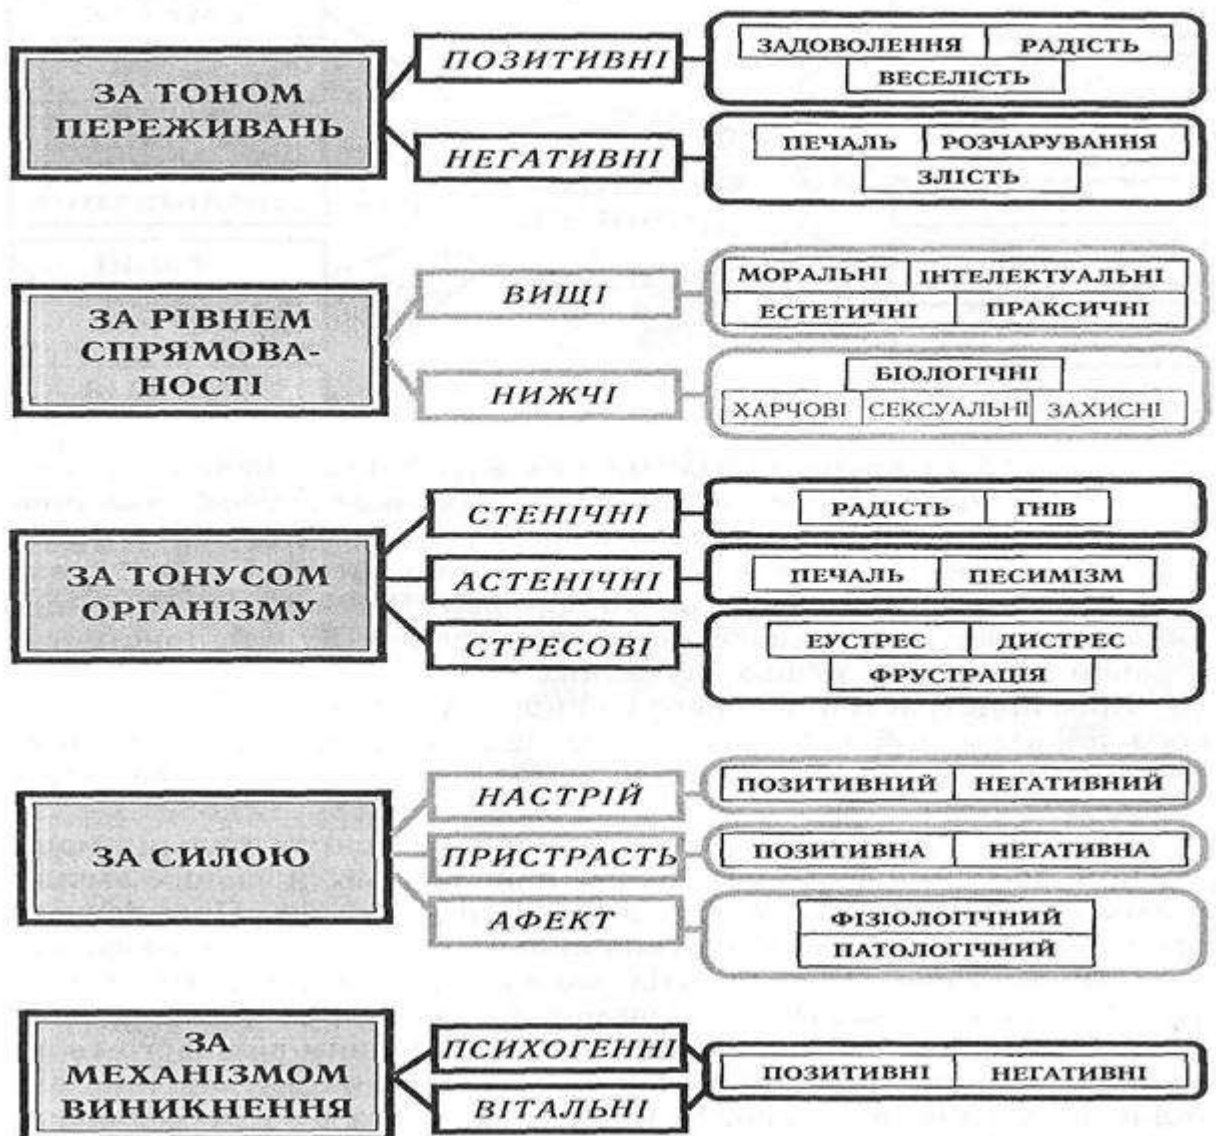 ЗА ТОНОМ
ПЕРЕЖИВАНЬ
ПОЗИТИВНІ
ЗАДОВОЛЕННЯ РАДІСТЬ
ВЕСЕЛІСТЬ
НЕГАТИВНІ
ПЕЧАЛЬ РОЗЧАРУВАННЯ
ЗЛІСТЬ
ЗА РІВНЕМ
СПРЯМОВА-
НОСТІ
ВИЩІ
МОРАЛЬНІ ІНТЕЛЕКТУАЛЬНІ
ЕСТЕТИЧНІ ПРАКСИЧНІ
НИЖЧІ
БІОЛОГІЧНІ
ХАРЧОВІ СЕКСУАЛЬНІ ЗАХИСНІ
ЗА ТОНУСОМ
ОРГАНІЗМУ
СТЕНІЧНІ
РАДІСТЬ ГНІВ
АСТЕНІЧНІ
ПЕЧАЛЬ ПЕСИМІЗМ
СТРЕСОВІ
ЕУСТРЕС ДИСТРЕС
ФРУСТРАЦІЯ
ЗА СИЛОЮ
НАСТРІЙ
ПОЗИТИВНИЙ НЕГАТИВНИЙ
ПРИСТРАСТЬ
ПОЗИТИВНА НЕГАТИВНА
АФЕКТ
ФІЗІОЛОГІЧНИЙ
ПАТОЛОГІЧНИЙ
ЗА
МЕХАНІЗМОМ
ВИНИКНЕННЯ
ПСИХОГЕННІ
ВІТАЛЬНІ
ПОЗИТИВНІ НЕГАТИВНІ